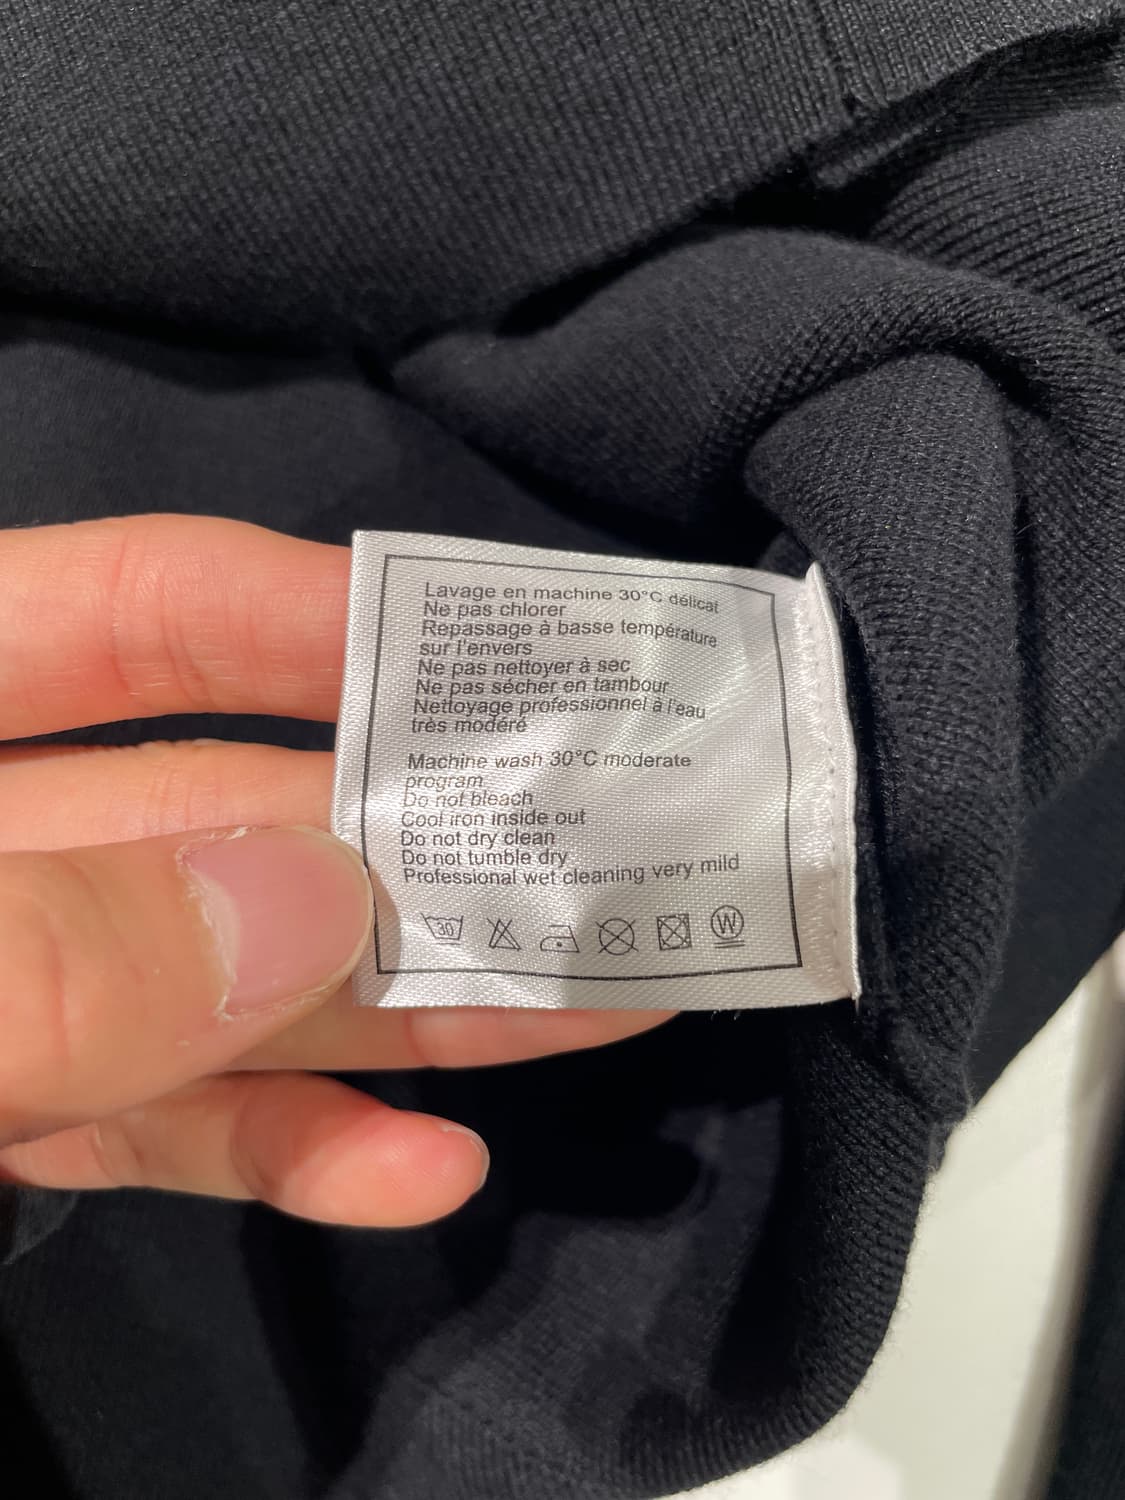 Lavage en machine 30°C délicat
Ne pas chlorer
Repassage à basse température
sur l'envers
Ne pas nettoyer à sec
Ne pas sécher en tambour
Nettoyage professionnel à l'eau
très modéré
Machine wash 30°C moderate
program
Do not bleach
Cool iron inside out
Do not dry clean
Do not tumble dry
Professional wet cleaning very mild
30 W